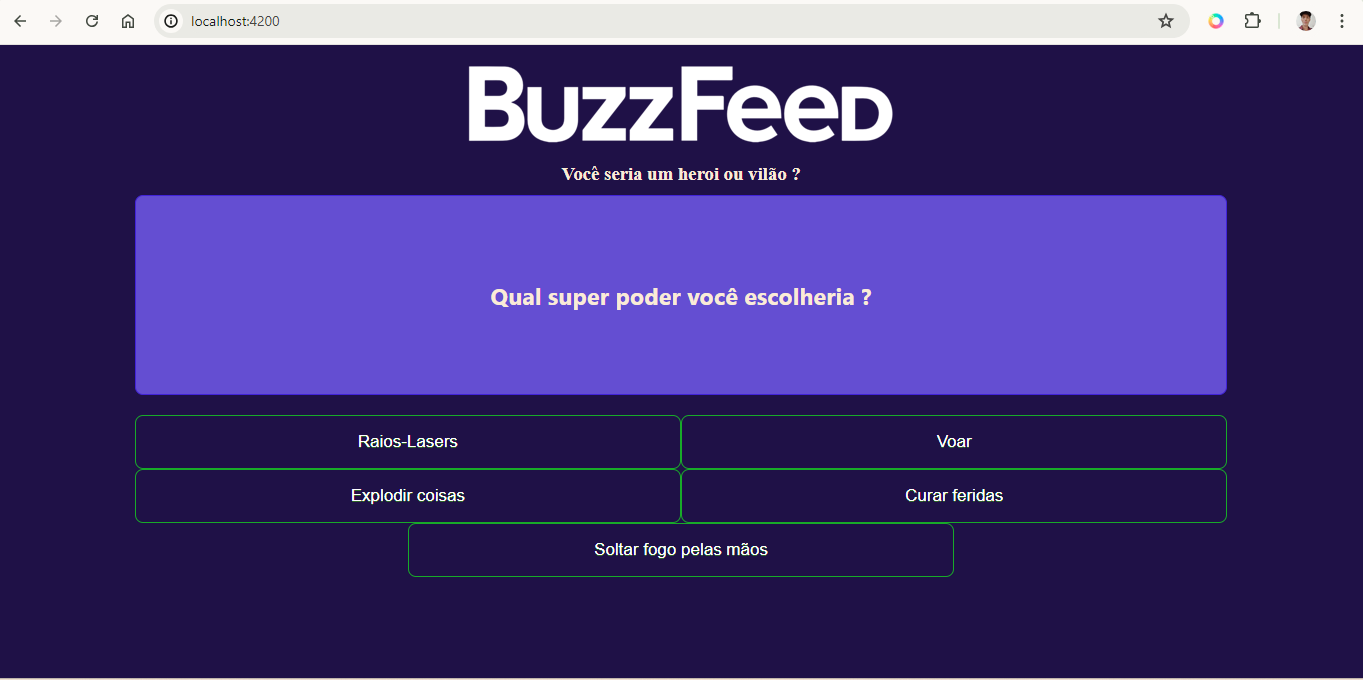 localhost:4200
BuzzFeed
Você seria um heroi ou vilão ?
Qual super poder você escolheria ?
Raios-Lasers
Voar
Explodir coisas
Curar feridas
Soltar fogo pelas mãos